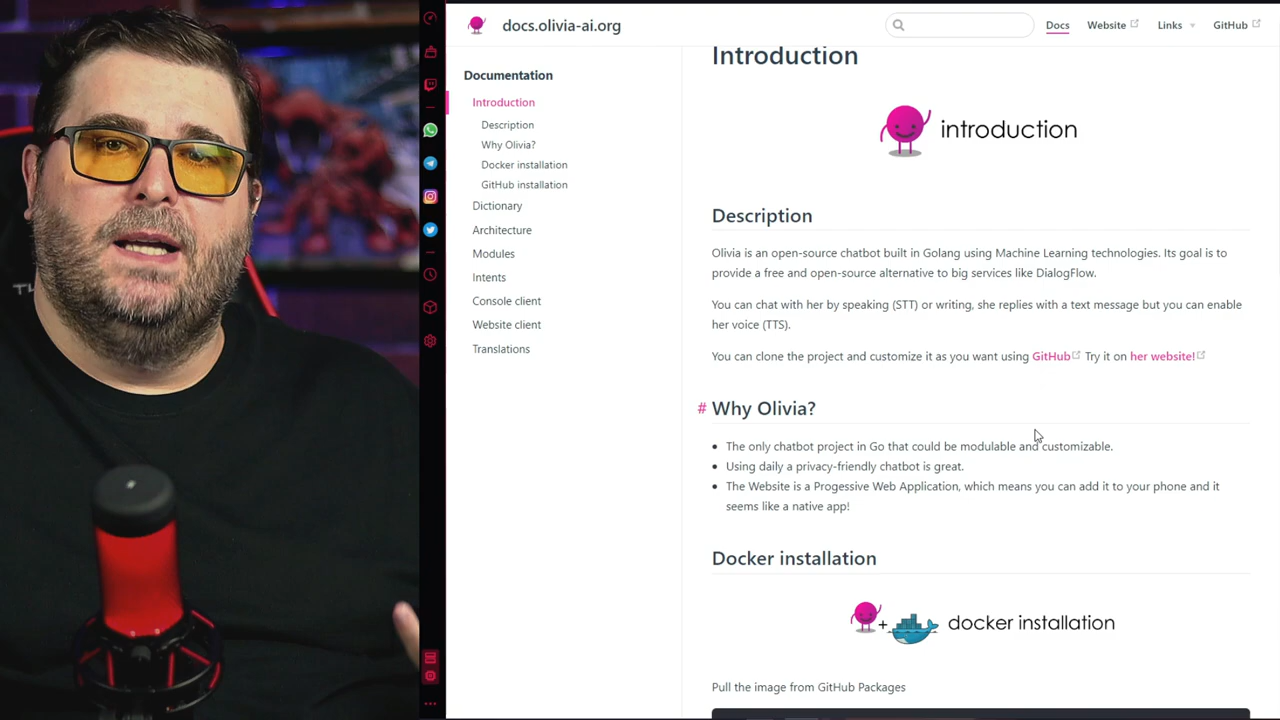 docs.olivia-ai.org
Docs
Website
Links
GitHub
Documentation
Introduction
Description
Why Olivia?
Docker installation
GitHub installation
Dictionary
Architecture
Modules
Intents
Console client
Website client
Translations
Introduction
introduction
Description
Olivia is an open-source chatbot built in Golang using Machine Learning technologies. Its goal is to
provide a free and open-source alternative to big services like DialogFlow.
You can chat with her by speaking (STT) or writing, she replies with a text message but you can enable
her voice (TTS).
You can clone the project and customize it as you want using GitHub Try it on her website!
# Why Olivia?
• The only chatbot project in Go that could be modulable and customizable.
• Using daily a privacy-friendly chatbot is great.
• The Website is a Progessive Web Application, which means you can add it to your phone and it
seems like a native app!
Docker installation
+ docker installation
Pull the image from GitHub Packages